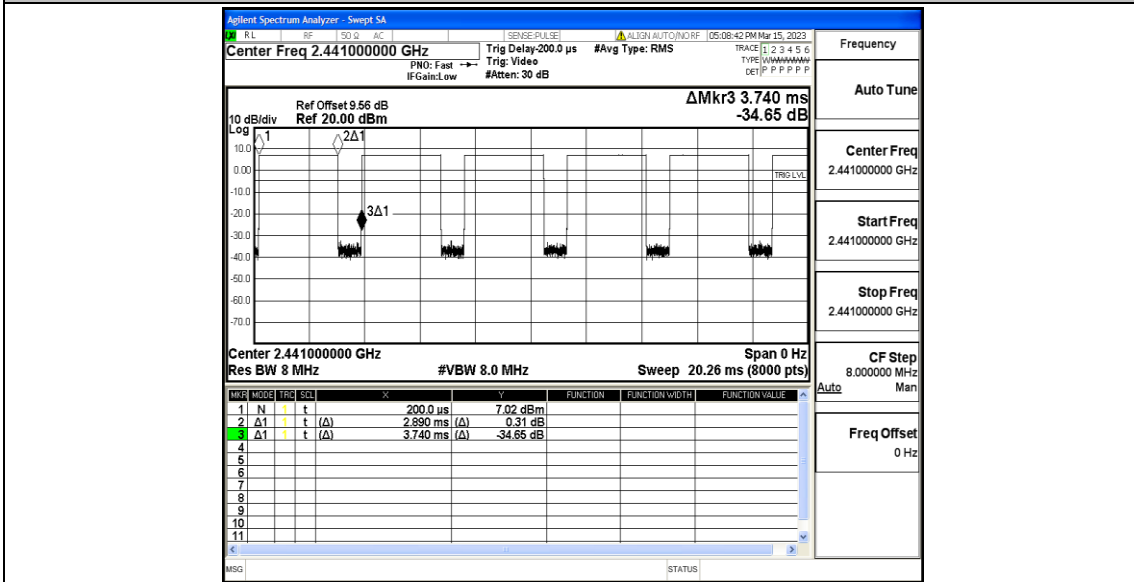 Agilent Spectrum Analyzer - Swept SA
RL RF 50 Ω AC SENSE:PULSE ALIGN AUTO/NO RF 05:08:42 PM Mar 15, 2023
Center Freq 2.441000000 GHz
PNO: Fast
IFGain:Low
Trig Delay-200.0 µs #Avg Type: RMS
Trig: Video
#Atten: 30 dB
TRACE 1 2 3 4 5 6
TYPE WWWWWW
DET P P P P P P
Ref Offset 9.56 dB
10 dB/div Ref 20.00 dBm
Log
ΔMkr3 3.740 ms
-34.65 dB
10.0
0.00
-10.0
-20.0
-30.0
-40.0
-50.0
-60.0
-70.0
1
2Δ1
3Δ1
TRIG LVL
Center 2.441000000 GHz Span 0 Hz
Res BW 8 MHz #VBW 8.0 MHz Sweep 20.26 ms (8000 pts)
MKR MODE TRC SCL X Y FUNCTION FUNCTION WIDTH FUNCTION VALUE
1 N 1 t 200.0 µs 7.02 dBm
2 Δ1 1 t (Δ) 2.890 ms (Δ) 0.31 dB
3 Δ1 1 t (Δ) 3.740 ms (Δ) -34.65 dB
4
5
6
7
8
9
10
11
MSG STATUS
Frequency
Auto Tune
Center Freq
2.441000000 GHz
Start Freq
2.441000000 GHz
Stop Freq
2.441000000 GHz
CF Step
8.000000 MHz
Auto Man
Freq Offset
0 Hz